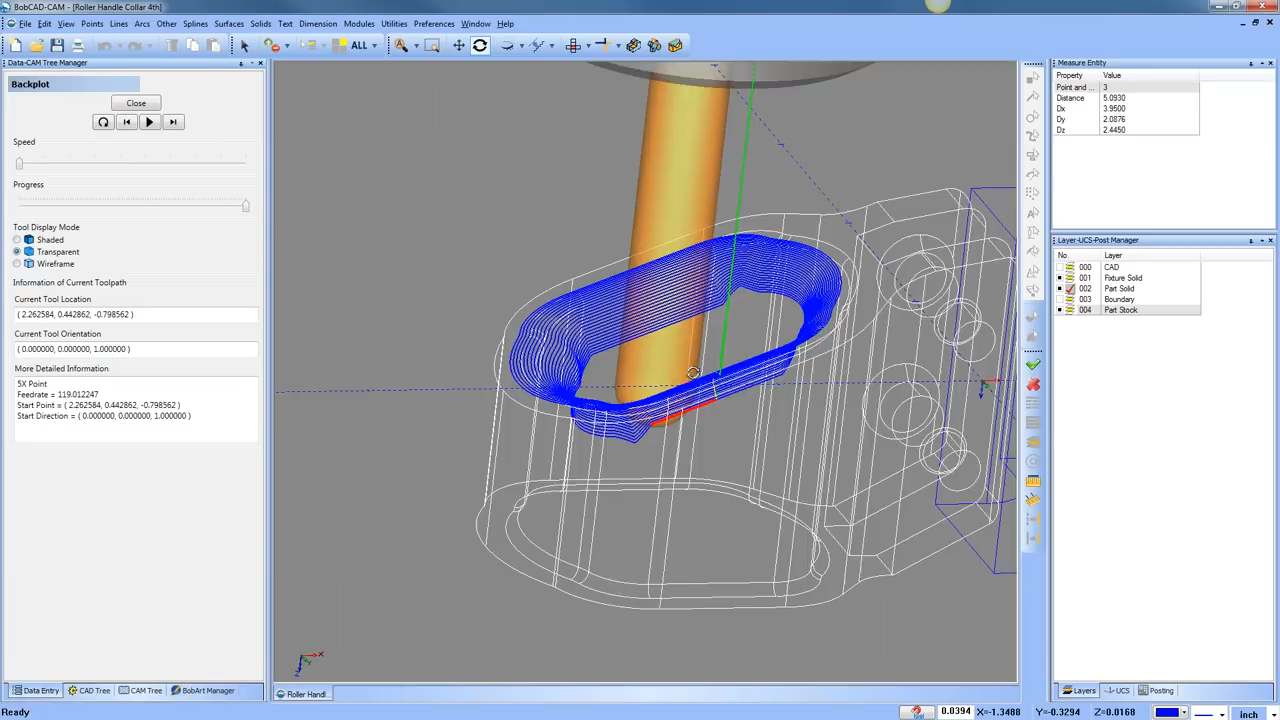 BobCAD-CAM - [Roller Handle Collar 4th]
File Edit View Points Lines Arcs Other Splines Surfaces Solids Text Dimension Modules Utilities Preferences Window Help
ALL
Data-CAM Tree Manager
Backplot
Close
Speed
Progress
Tool Display Mode
Shaded
Transparent
Wireframe
Information of Current Toolpath
Current Tool Location
( 2.262584, 0.442862, -0.798562 )
Current Tool Orientation
( 0.000000, 0.000000, 1.000000 )
More Detailed Information
5X Point
Feedrate = 119.012247
Start Point = ( 2.262584, 0.442862, -0.798562 )
Start Direction = ( 0.000000, 0.000000, 1.000000 )
Data Entry CAD Tree CAM Tree BobArt Manager
X
Y
Z
Roller Handl
Measure Entity
Property Value
Point and ... 3
Distance 5.0930
Dx 3.9500
Dy 2.0876
Dz 2.4450
Layer-UCS-Post Manager
No. Layer
000 CAD
001 Fixture Solid
002 Part Solid
003 Boundary
004 Part Stock
Layers UCS Posting
Ready 0.0394 X=-1.3488 Y=-0.3294 Z=0.0168 inch